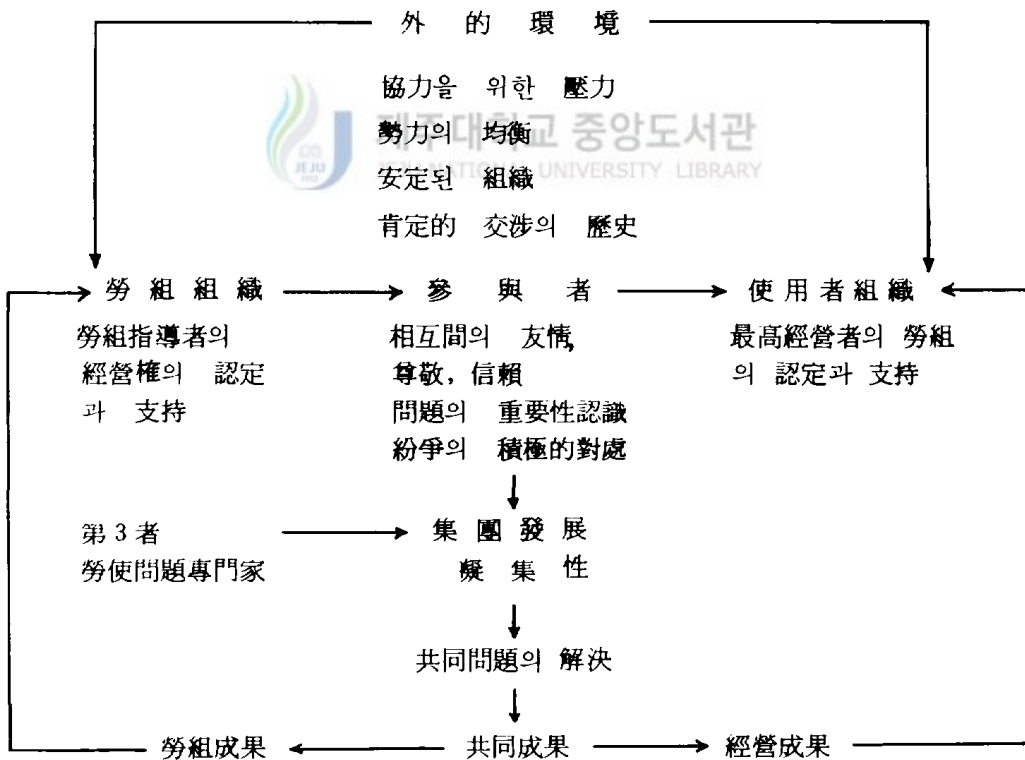 外 的 環 境
協力을 위한 壓力
勢力의 均衡
安定된 組織
肯定的 交涉의 歷史
제주대학교 중앙도서관
JEJU NATIONAL UNIVERSITY LIBRARY
JEJU
1952
勞 組 組 織
參 與 者
使 用 者 組 織
勞組指導者의
經營權의 認定
과 支持
相互間의 友情,
尊敬, 信賴
問題의 重要性認識
紛爭의 積極的對處
最高經營者의 勞組
의 認定과 支持
第 3 者
勞使問題專門家
集 團 發 展
凝 集 性
共同問題의 解決
勞組成果
共同成果
經營成果